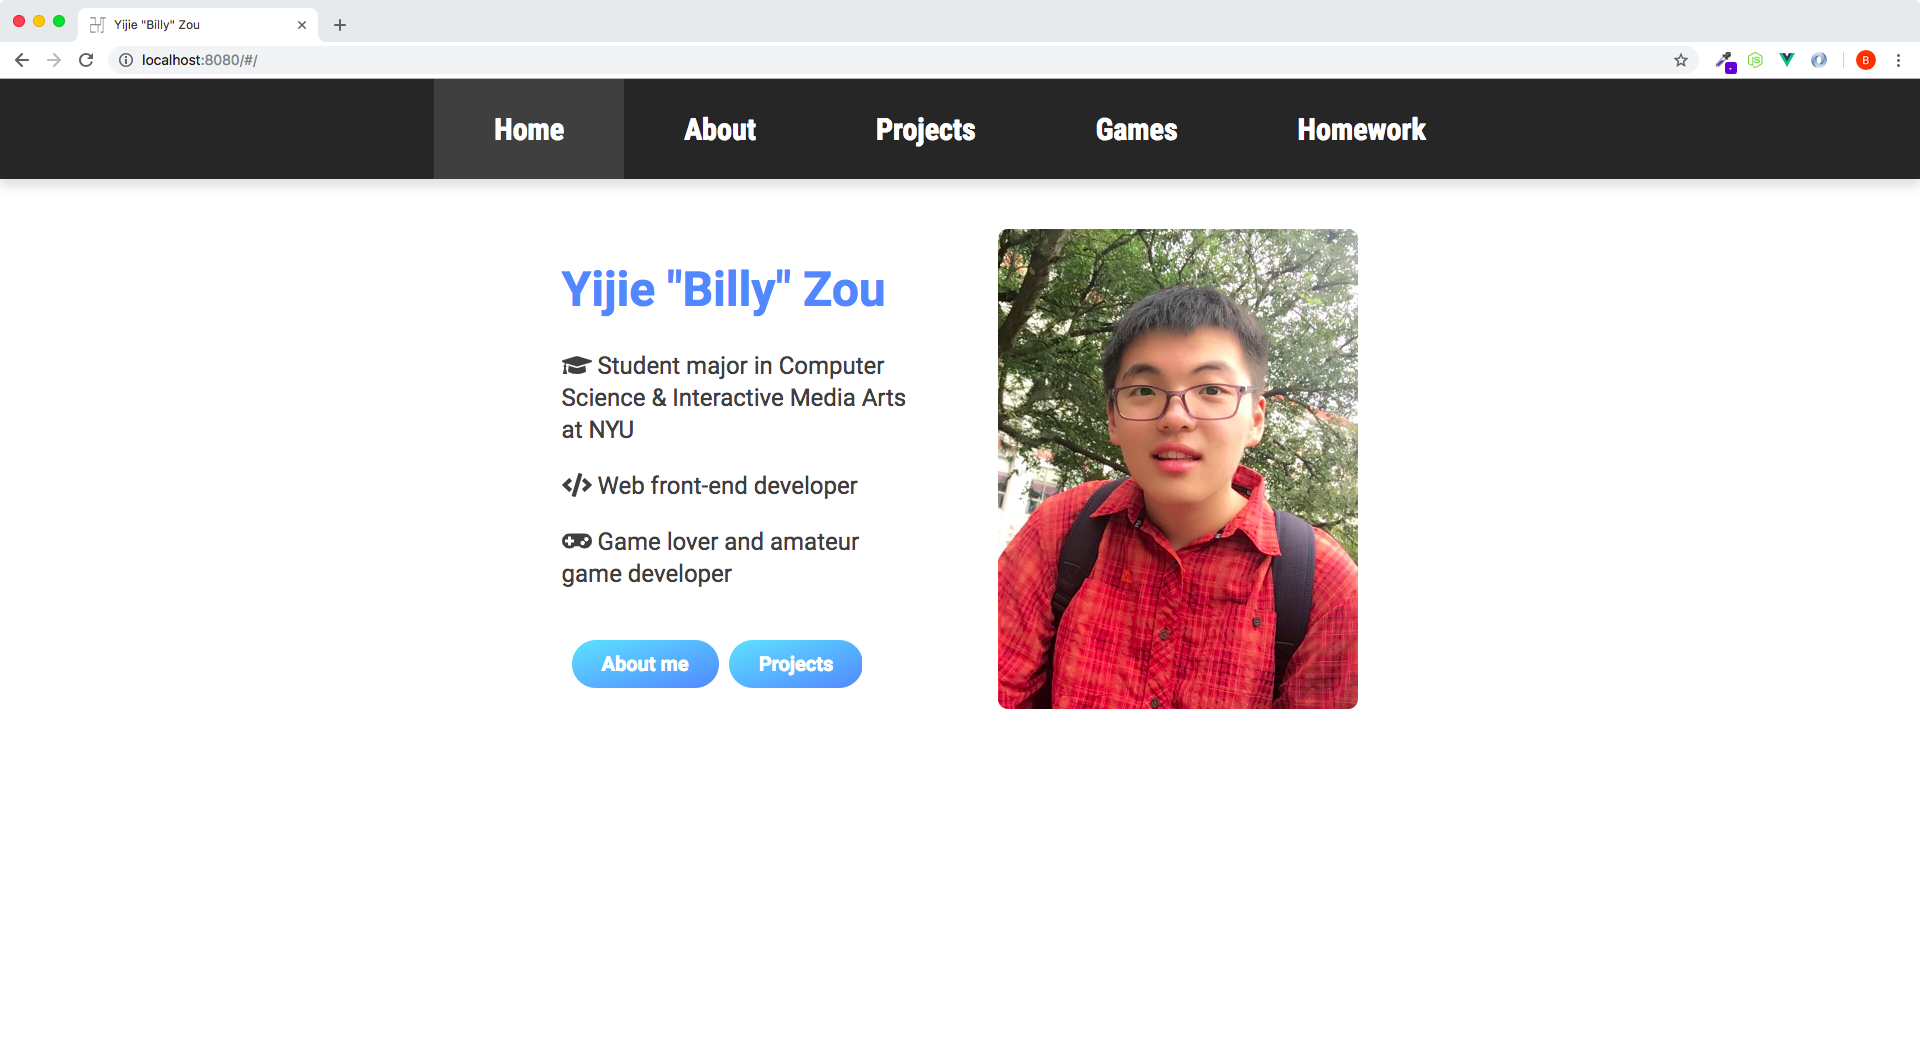 Yijie "Billy" Zou
localhost:8080/#/
B
Home About Projects Games Homework
Yijie "Billy" Zou
Student major in Computer
Science & Interactive Media Arts
at NYU
Web front-end developer
Game lover and amateur
game developer
About me Projects